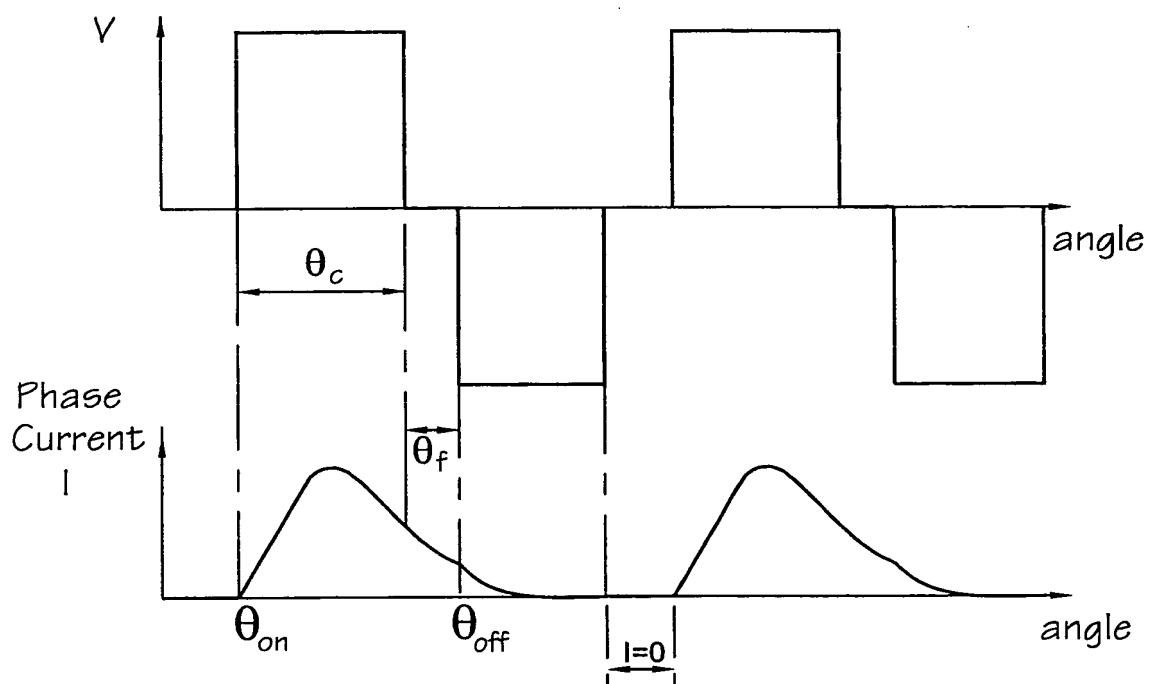 V
angle
θc
Phase
Current
I
θf
θon
θoff
I=0
angle